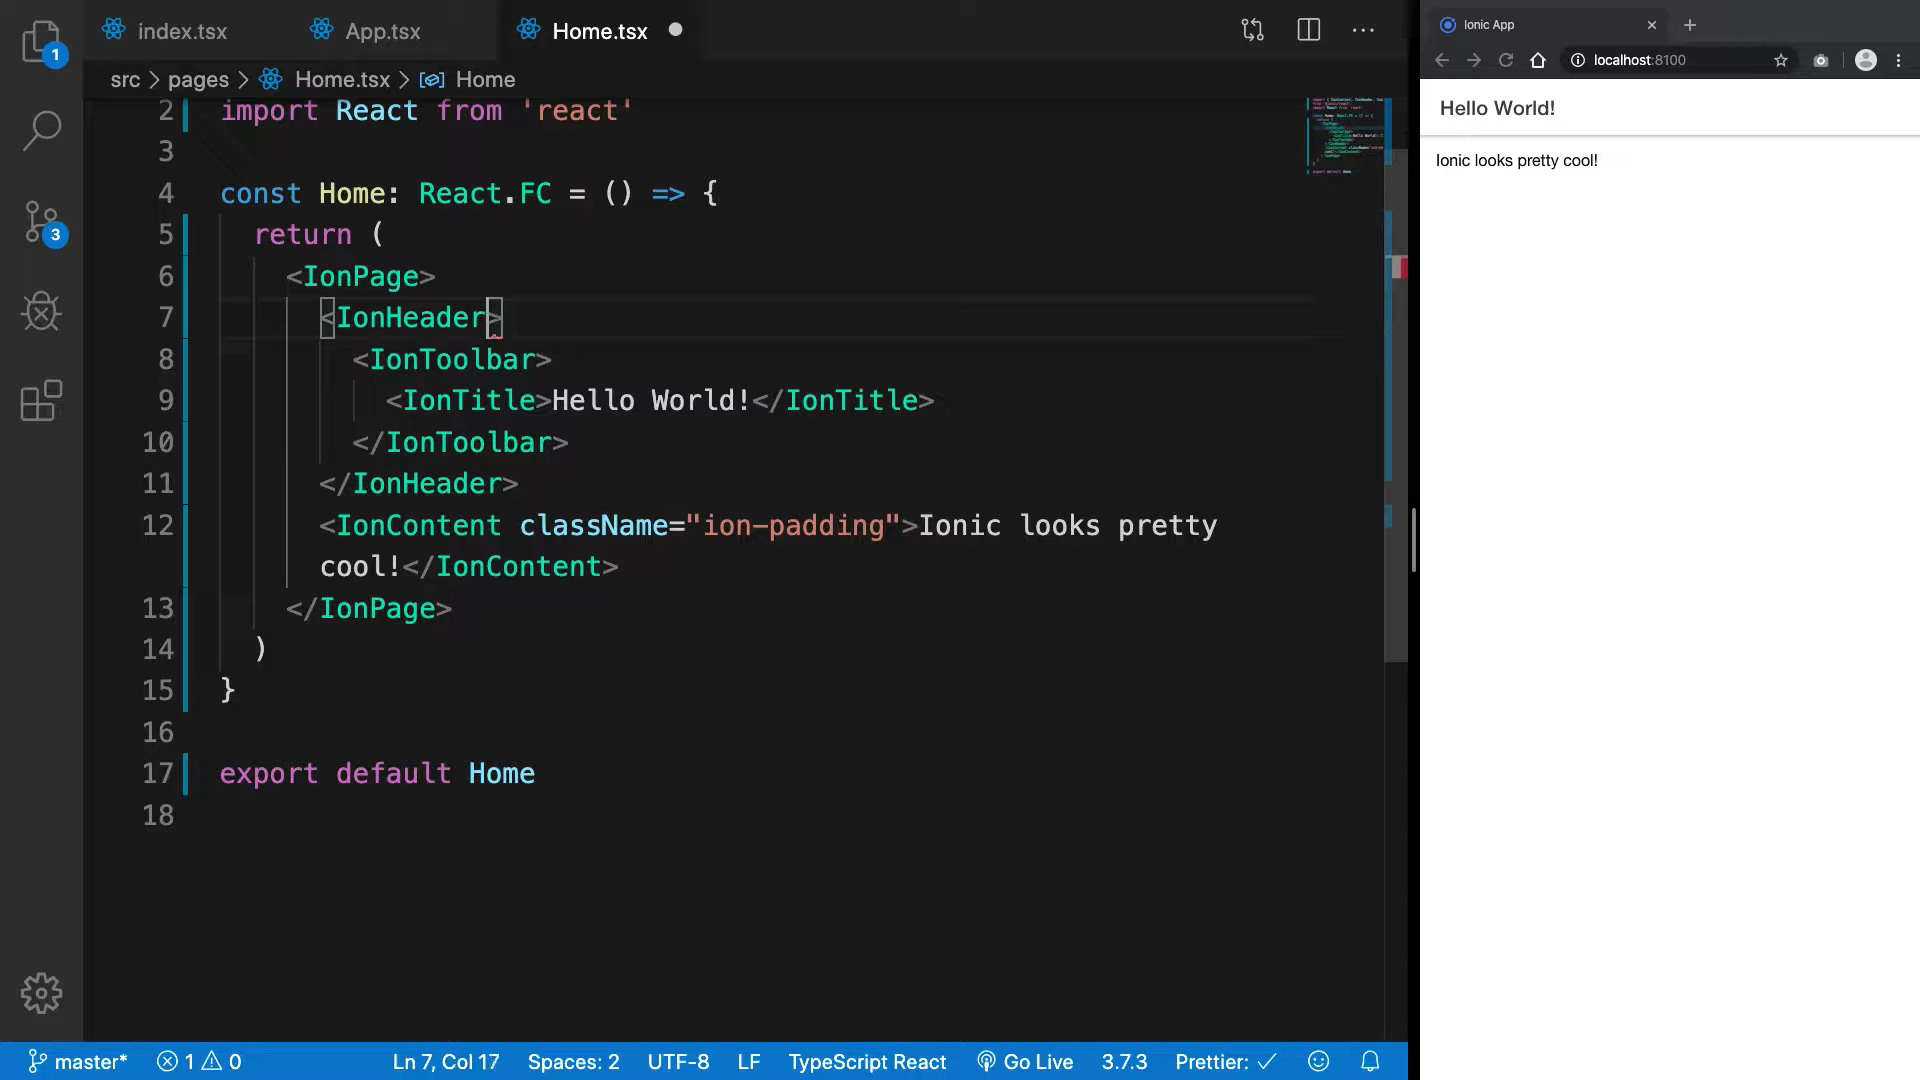 index.tsx
App.tsx
Home.tsx
src > pages > Home.tsx > Home
2 import React from 'react'
3
4 const Home: React.FC = () => {
5 return (
6 <IonPage>
7 <IonHeader>
8 <IonToolbar>
9 <IonTitle>Hello World!</IonTitle>
10 </IonToolbar>
11 </IonHeader>
12 <IonContent className="ion-padding">Ionic looks pretty
cool!</IonContent>
13 </IonPage>
14 )
15 }
16
17 export default Home
18
1
3
master* 1 0 Ln 7, Col 17 Spaces: 2 UTF-8 LF TypeScript React Go Live 3.7.3 Prettier: ✓
Ionic App
localhost:8100
Hello World!
Ionic looks pretty cool!